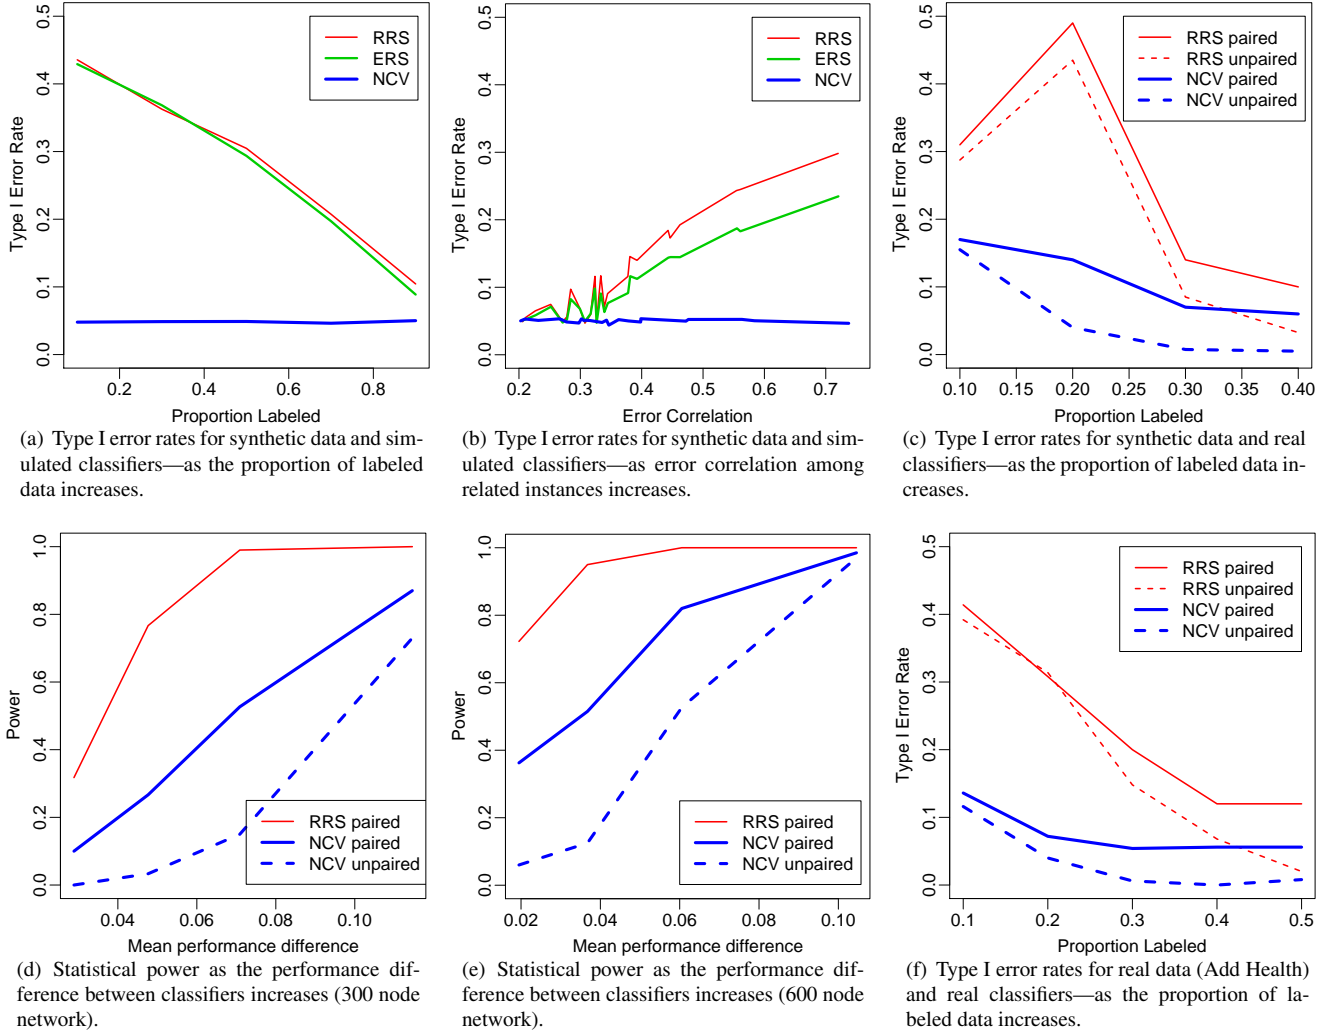 0.0 0.1 0.2 0.3 0.4 0.5
Type I Error Rate
RRS
ERS
NCV
0.2 0.4 0.6 0.8
Proportion Labeled
(a) Type I error rates for synthetic data and sim-
ulated classifiers—as the proportion of labeled
data increases.
0.0 0.1 0.2 0.3 0.4 0.5
Type I Error Rate
RRS
ERS
NCV
0.2 0.3 0.4 0.5 0.6 0.7
Error Correlation
(b) Type I error rates for synthetic data and sim-
ulated classifiers—as error correlation among
related instances increases.
0.0 0.1 0.2 0.3 0.4 0.5
Type I Error Rate
RRS paired
RRS unpaired
NCV paired
NCV unpaired
0.10 0.15 0.20 0.25 0.30 0.35 0.40
Proportion Labeled
(c) Type I error rates for synthetic data and real
classifiers—as the proportion of labeled data in-
creases.
0.0 0.2 0.4 0.6 0.8 1.0
Power
RRS paired
NCV paired
NCV unpaired
0.04 0.06 0.08 0.10
Mean performance difference
(d) Statistical power as the performance dif-
ference between classifiers increases (300 node
network).
0.0 0.2 0.4 0.6 0.8 1.0
Power
RRS paired
NCV paired
NCV unpaired
0.02 0.04 0.06 0.08 0.10
Mean performance difference
(e) Statistical power as the performance dif-
ference between classifiers increases (600 node
network).
0.0 0.1 0.2 0.3 0.4 0.5
Type I Error Rate
RRS paired
RRS unpaired
NCV paired
NCV unpaired
0.1 0.2 0.3 0.4 0.5
Proportion Labeled
(f) Type I error rates for real data (Add Health)
and real classifiers—as the proportion of la-
beled data increases.